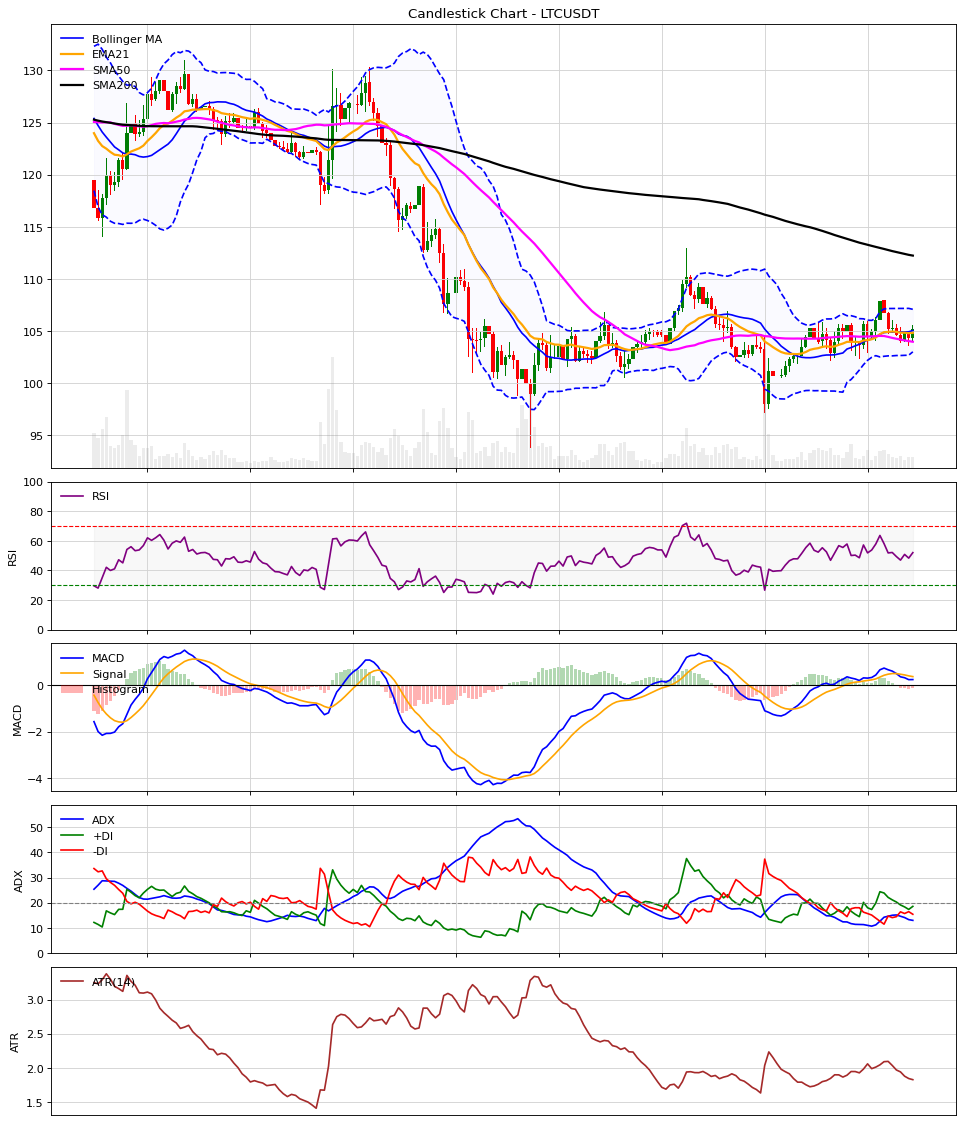 Candlestick Chart - LTCUSDT
Bollinger MA
EMA21
SMA50
SMA200
130
125
120
115
110
105
100
95
RSI
100
80
60
40
20
0
RSI
MACD
Signal
Histogram
0
−2
−4
MACD
ADX
+DI
-DI
50
40
30
20
10
0
ADX
ATR(14)
3.0
2.5
2.0
1.5
ATR